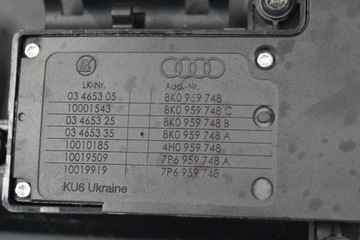 LK
LK-Nr. Aud.-Nr.
03 4653 05 8K0 959 748
10001543 8K0 959 748 C
03 4653 25 8K0 959 748 B
03 4653 35 8K0 959 748 A
10010185 4H0 959 748
10019509 7P6 959 748 A
10019919 7P6 959 748
KU6 Ukraine